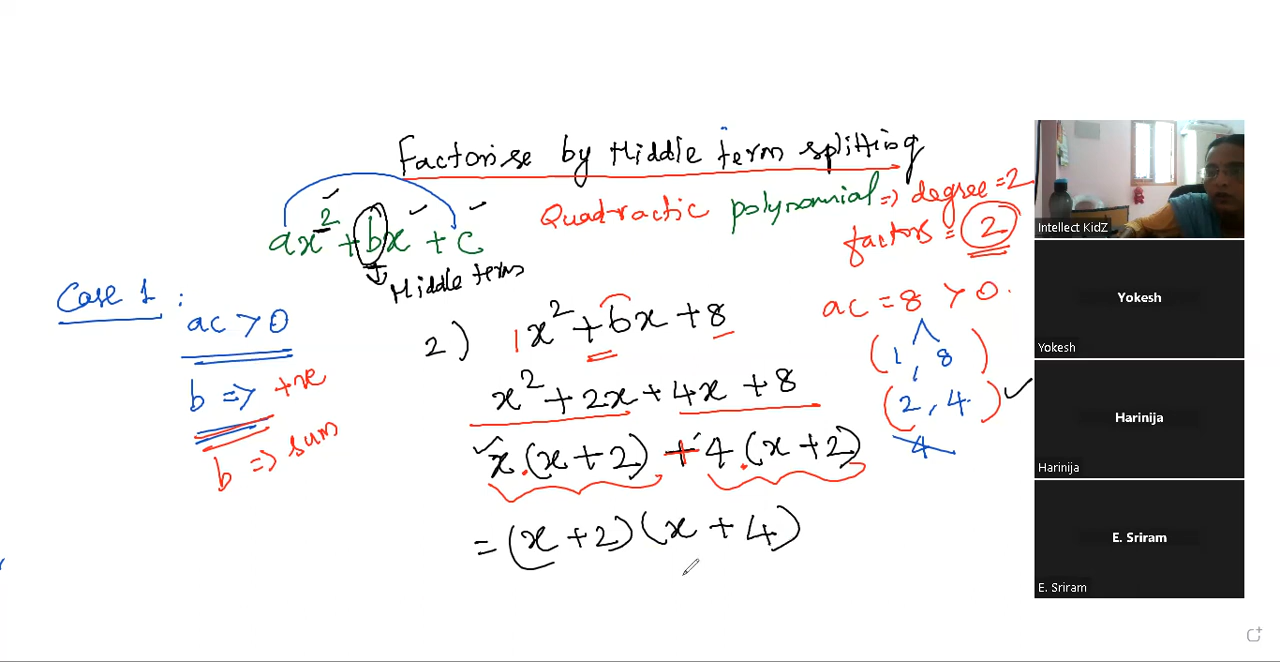 Factorise by Middle term splitting
Quadractic polynomial => degree = 2
factors = 2
ax² + bx + c
Middle term
Case 1 :
ac > 0
b => +ve
b => sum
2) 1x² + 6x + 8
x² + 2x + 4x + 8
x.(x+2) + 4.(x+2)
= (x+2)(x+4)
ac = 8 > 0.
(1, 8)
(2, 4)
4
Intellect KidZ
Yokesh
Yokesh
Harinija
Harinija
E. Sriram
E. Sriram